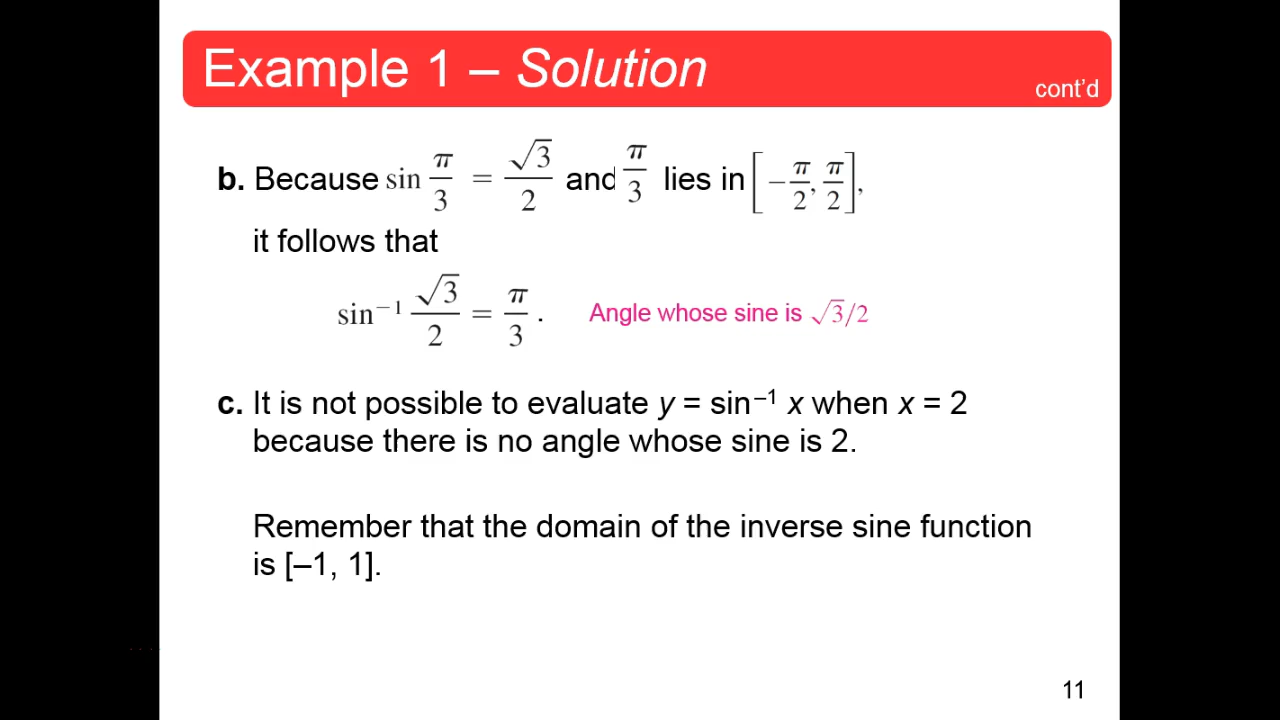 Example 1 – Solution
cont'd
b. Because sin π/3 = √3/2 and π/3 lies in [−π/2, π/2],
it follows that
sin⁻¹ √3/2 = π/3 . Angle whose sine is √3/2
c. It is not possible to evaluate y = sin⁻¹ x when x = 2
because there is no angle whose sine is 2.
Remember that the domain of the inverse sine function
is [–1, 1].
11